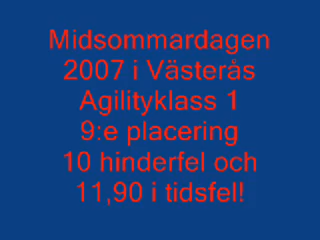 Midsommardagen
2007 i Västerås
Agilityklass 1
9:e placering
10 hinderfel och
11,90 i tidsfel!